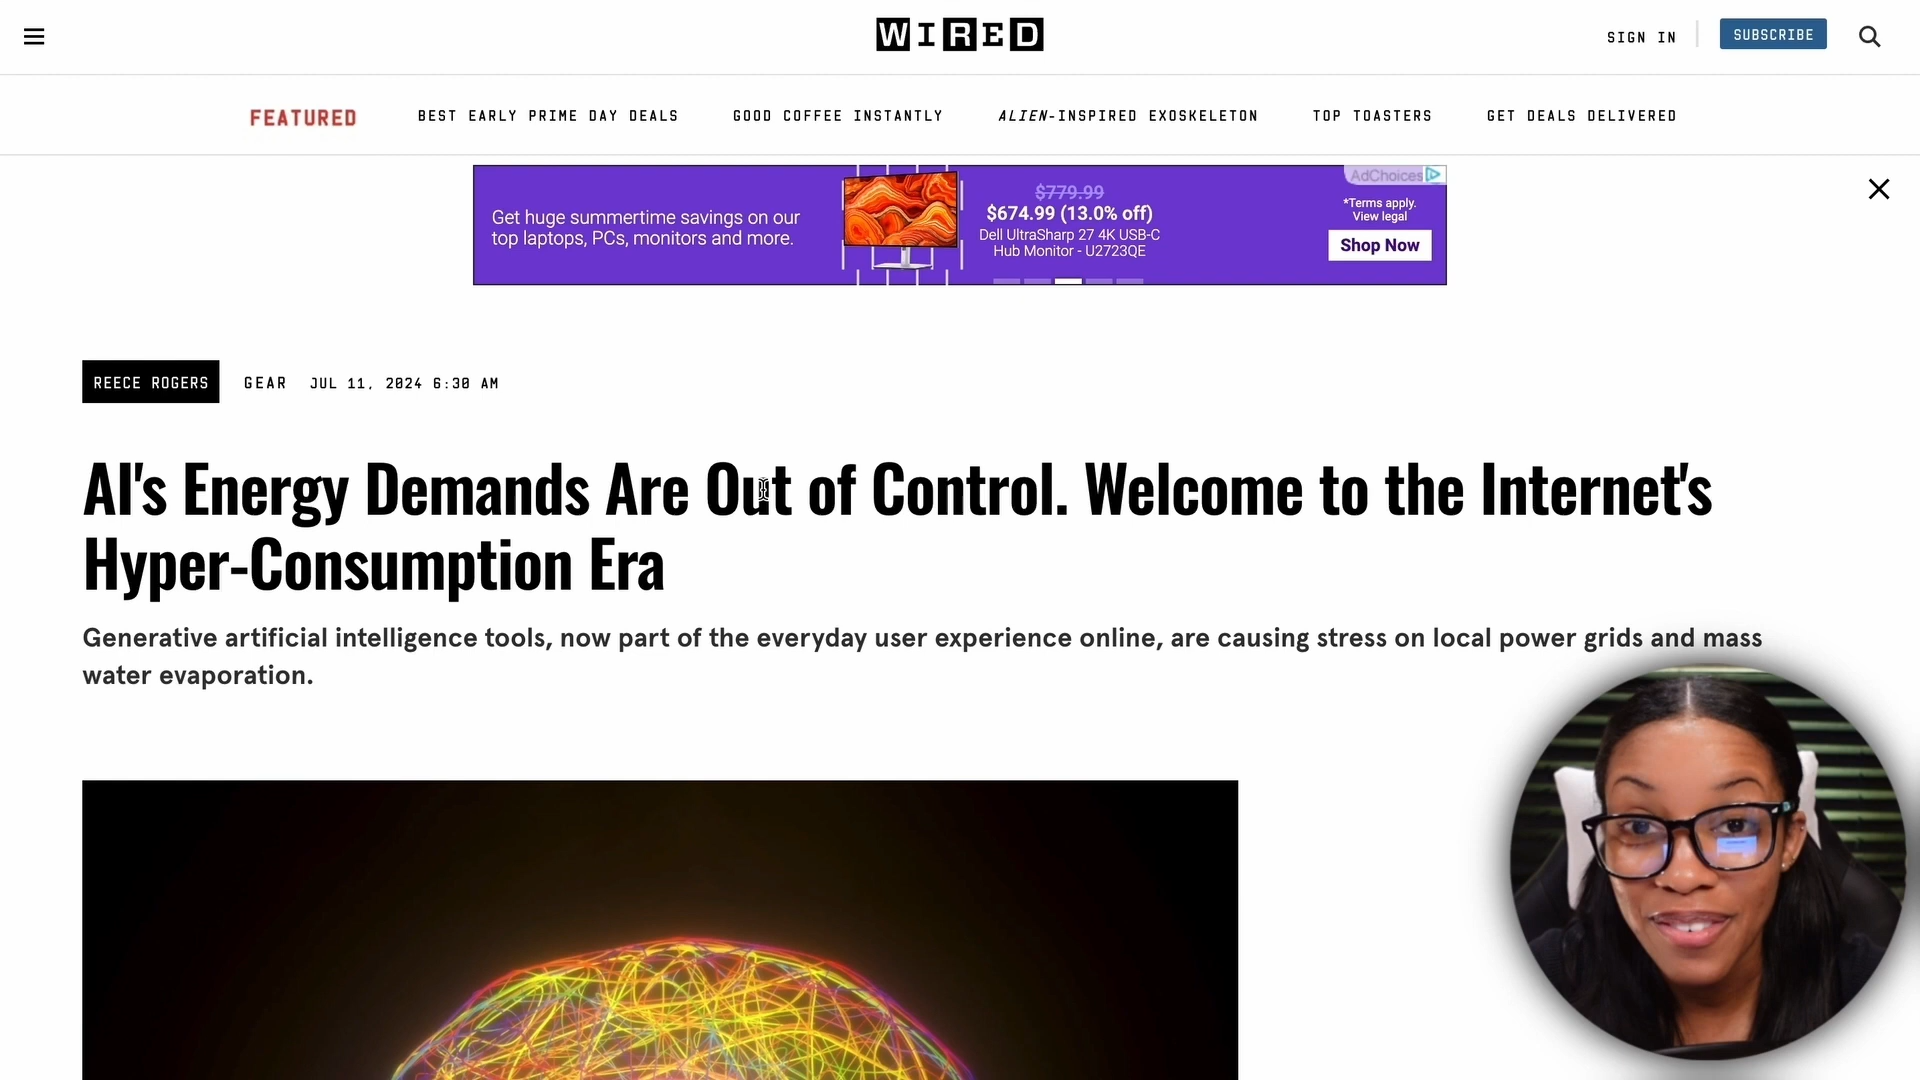 WIRED
SIGN IN
SUBSCRIBE
FEATURED
BEST EARLY PRIME DAY DEALS
GOOD COFFEE INSTANTLY
ALIEN-INSPIRED EXOSKELETON
TOP TOASTERS
GET DEALS DELIVERED
Get huge summertime savings on our
top laptops, PCs, monitors and more.
$779.99
$674.99 (13.0% off)
Dell UltraSharp 27 4K USB-C
Hub Monitor - U2723QE
AdChoices
*Terms apply.
View legal
Shop Now
REECE ROGERS
GEAR
JUL 11, 2024 6:30 AM
AI's Energy Demands Are Out of Control. Welcome to the Internet's
Hyper-Consumption Era
Generative artificial intelligence tools, now part of the everyday user experience online, are causing stress on local power grids and mass
water evaporation.